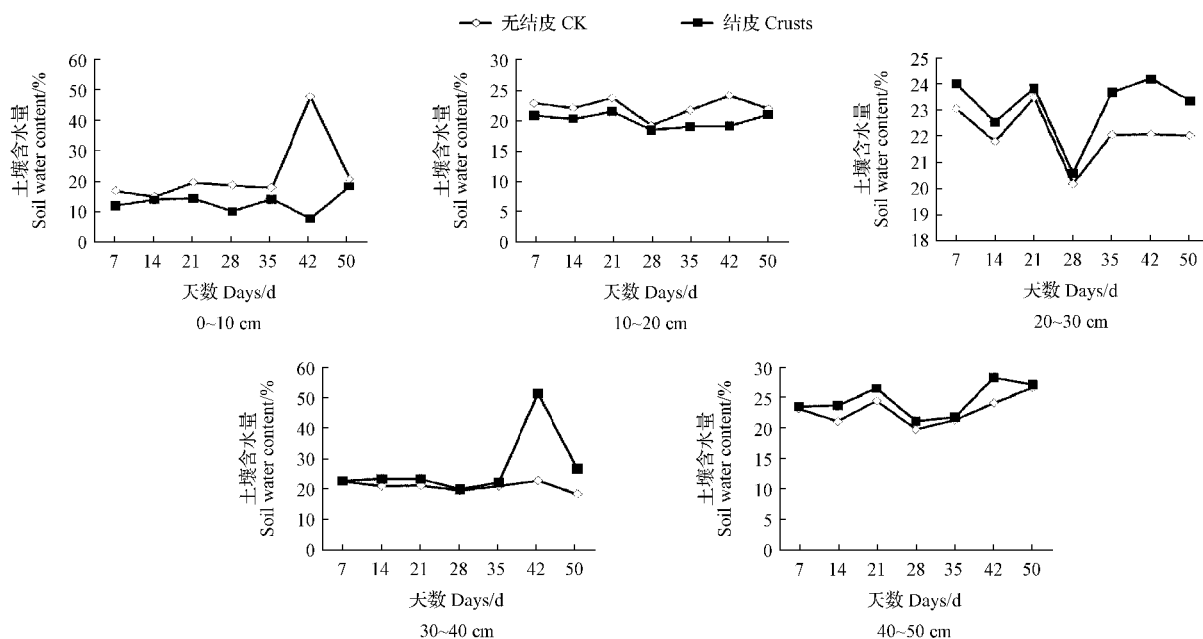 无结皮 CK
结皮 Crusts
土壤含水量
Soil water content/%
60
50
40
30
20
10
0
7 14 21 28 35 42 50
天数 Days/d
0~10 cm
土壤含水量
Soil water content/%
30
25
20
15
10
5
0
7 14 21 28 35 42 50
天数 Days/d
10~20 cm
土壤含水量
Soil water content/%
25
24
23
22
21
20
19
18
7 14 21 28 35 42 50
天数 Days/d
20~30 cm
土壤含水量
Soil water content/%
60
50
40
30
20
10
0
7 14 21 28 35 42 50
天数 Days/d
30~40 cm
土壤含水量
Soil water content/%
30
25
20
15
10
5
0
7 14 21 28 35 42 50
天数 Days/d
40~50 cm